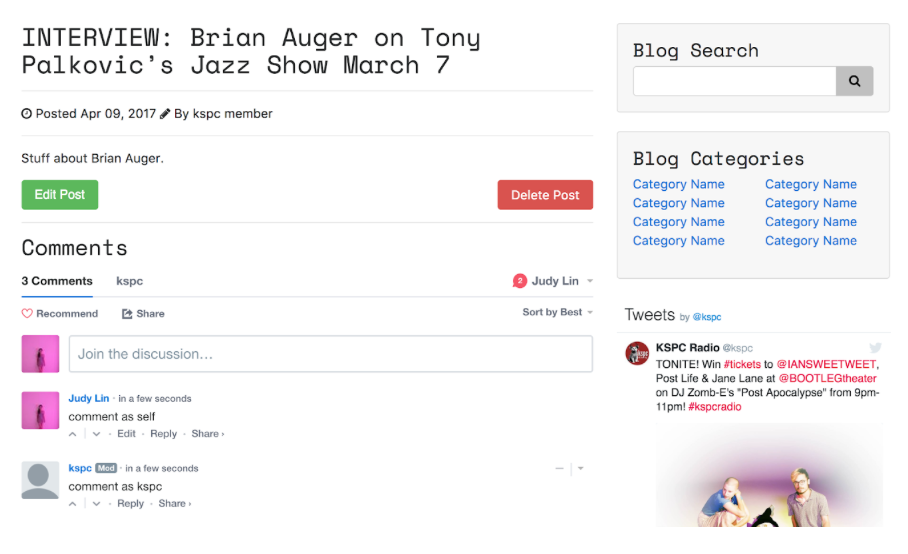 INTERVIEW: Brian Auger on Tony
Palkovic's Jazz Show March 7
Posted Apr 09, 2017 By kspc member
Stuff about Brian Auger.
Edit Post
Delete Post
Comments
3 Comments
kspc
2 Judy Lin
Recommend
Share
Sort by Best
Join the discussion...
Judy Lin · in a few seconds
comment as self
Edit · Reply · Share ›
kspc Mod · in a few seconds
comment as kspc
Reply · Share ›
Blog Search
Blog Categories
Category Name Category Name
Category Name Category Name
Category Name Category Name
Category Name Category Name
Tweets by @kspc
KSPC Radio @kspc
TONITE! Win #tickets to @IANSWEETWEET,
Post Life & Jane Lane at @BOOTLEGtheater
on DJ Zomb-E's "Post Apocalypse" from 9pm-
11pm! #kspcradio